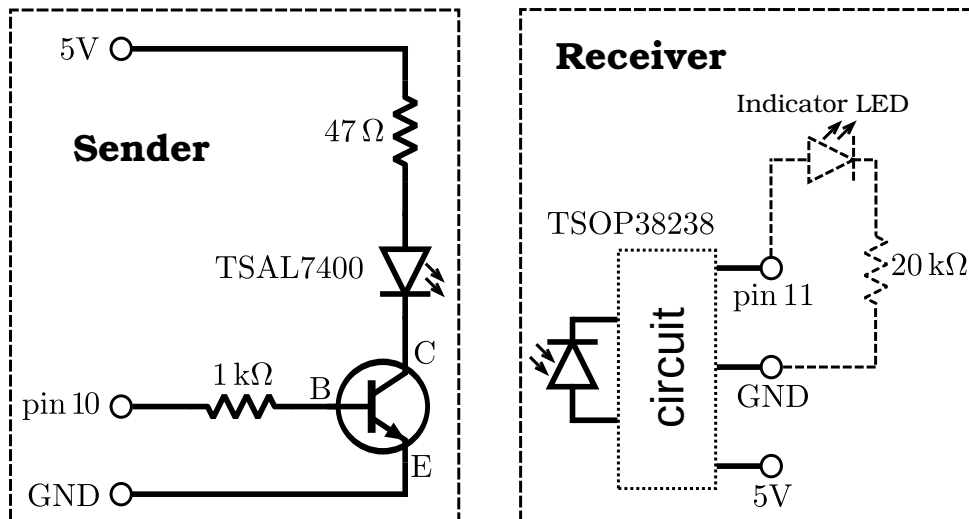 5V
Sender
47 Ω
TSAL7400
C
B
1 kΩ
pin 10
E
GND
Receiver
Indicator LED
TSOP38238
circuit
pin 11
20 kΩ
GND
5V